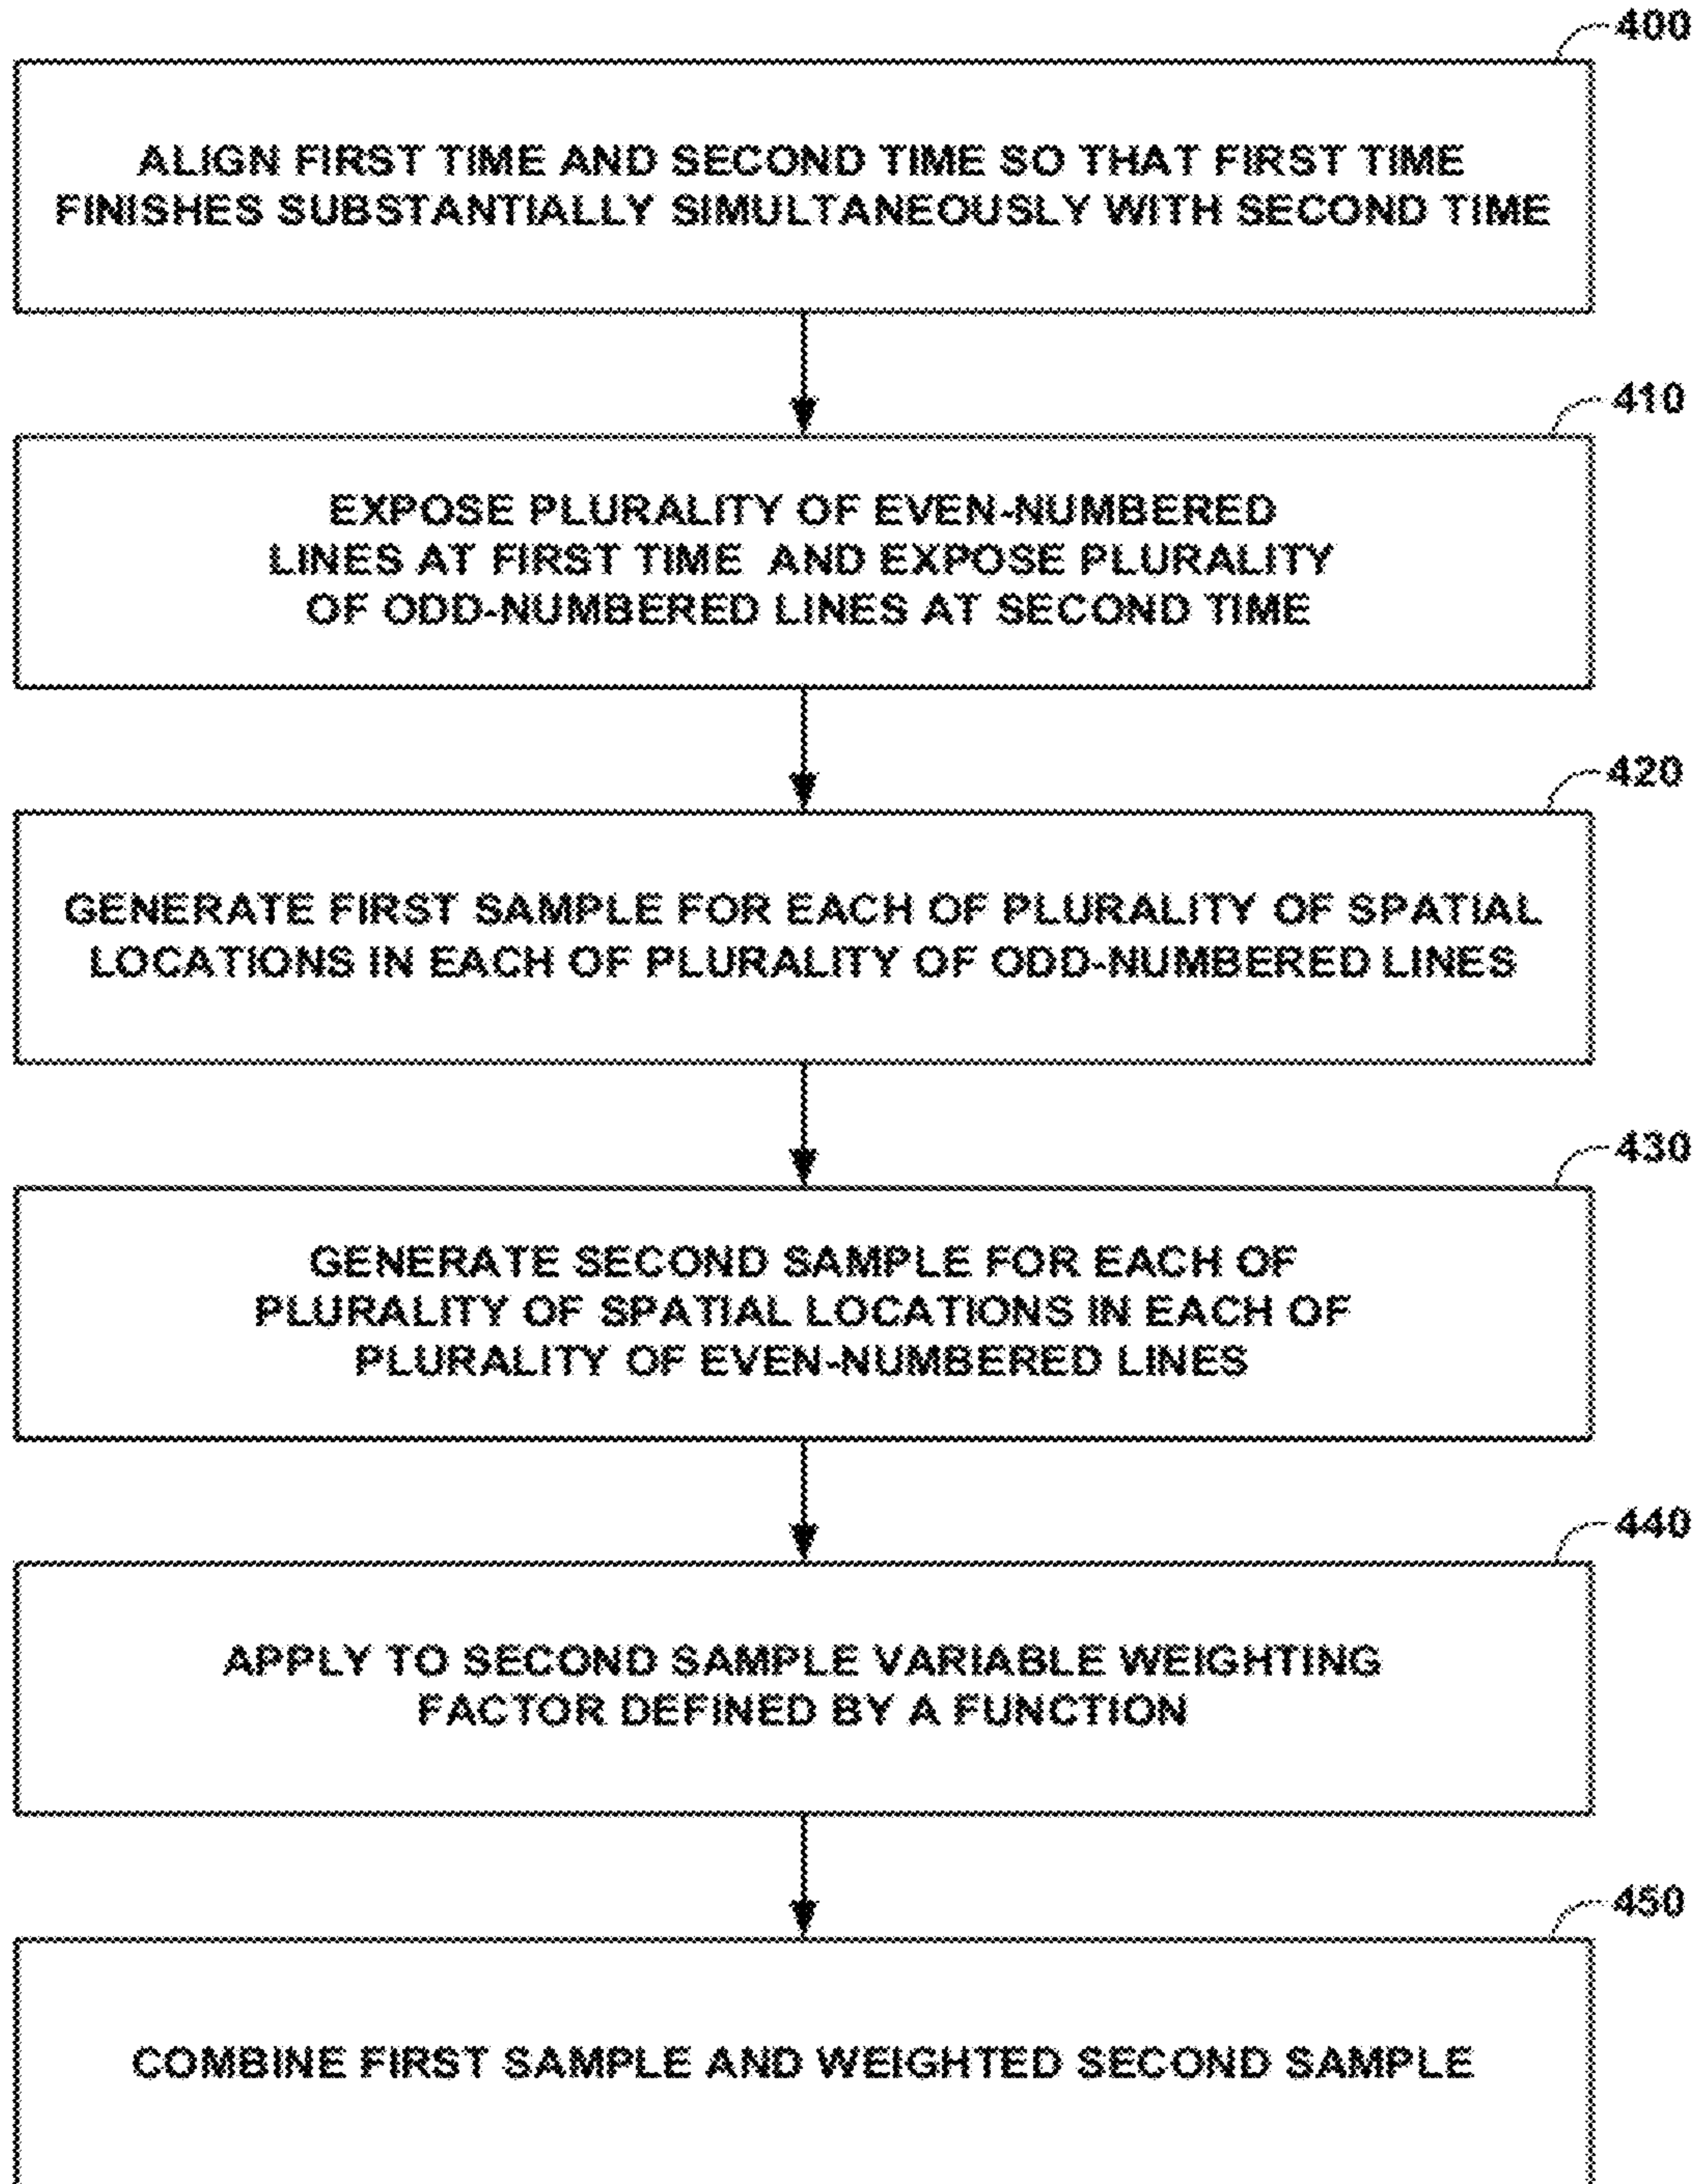 400
ALIGN FIRST TIME AND SECOND TIME SO THAT FIRST TIME
FINISHES SUBSTANTIALLY SIMULTANEOUSLY WITH SECOND TIME
410
EXPOSE PLURALITY OF EVEN-NUMBERED
LINES AT FIRST TIME AND EXPOSE PLURALITY
OF ODD-NUMBERED LINES AT SECOND TIME
420
GENERATE FIRST SAMPLE FOR EACH OF PLURALITY OF SPATIAL
LOCATIONS IN EACH OF PLURALITY OF ODD-NUMBERED LINES
430
GENERATE SECOND SAMPLE FOR EACH OF
PLURALITY OF SPATIAL LOCATIONS IN EACH OF
PLURALITY OF EVEN-NUMBERED LINES
440
APPLY TO SECOND SAMPLE VARIABLE WEIGHTING
FACTOR DEFINED BY A FUNCTION
450
COMBINE FIRST SAMPLE AND WEIGHTED SECOND SAMPLE